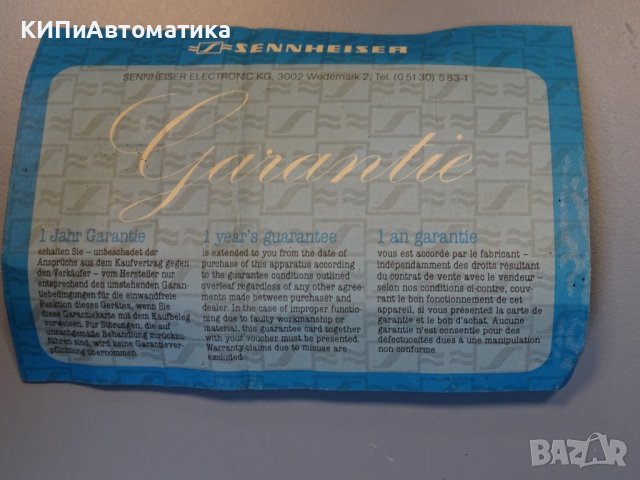 КИПиАвтоматика
SENNHEISER
SENNHEISER ELECTRONIC KG, 3002 Wedemark 2, Tel. (0 51 30) 5 83-1
Garantie
1 Jahr Garantie
erhalten Sie – unbeschadet der
Ansprüche aus dem Kaufvertrag gegen
den Verkäufer – vom Hersteller nur
entsprechend den umstehenden Garan-
tiebedingungen für die einwandfreie
Funktion dieses Gerätes, wenn Sie
diese Garantiekarte mit dem Kaufbeleg
vorweisen. Für Störungen, die auf
unsachgemäße Behandlung zurückzu-
führen sind, wird keine Garantiever-
pflichtung übernommen.
1 year's guarantee
is extended to you from the date of
purchase of this apparatus according
to the guarantee conditions outlined
overleaf regardless of any other agree-
ments made between purchaser and
dealer. In the case of improper functio-
ning due to faulty workmanship or
material, this guarantee card together
with your voucher must be presented.
Warranty claims due to misuse are
excluded.
1 an garantie
vous est accordé par le fabricant –
indépendamment des droits résultant
du contrat de vente avec le vendeur –
selon nos conditions ci-contre, couv-
rant le bon fonctionnement de cet
appareil, si vous présentez la carte de
garantie et le bon d'achat. Aucune
garantie n'est consentie pour des
défectuosités dues à une manipulation
non conforme.
BAZAR